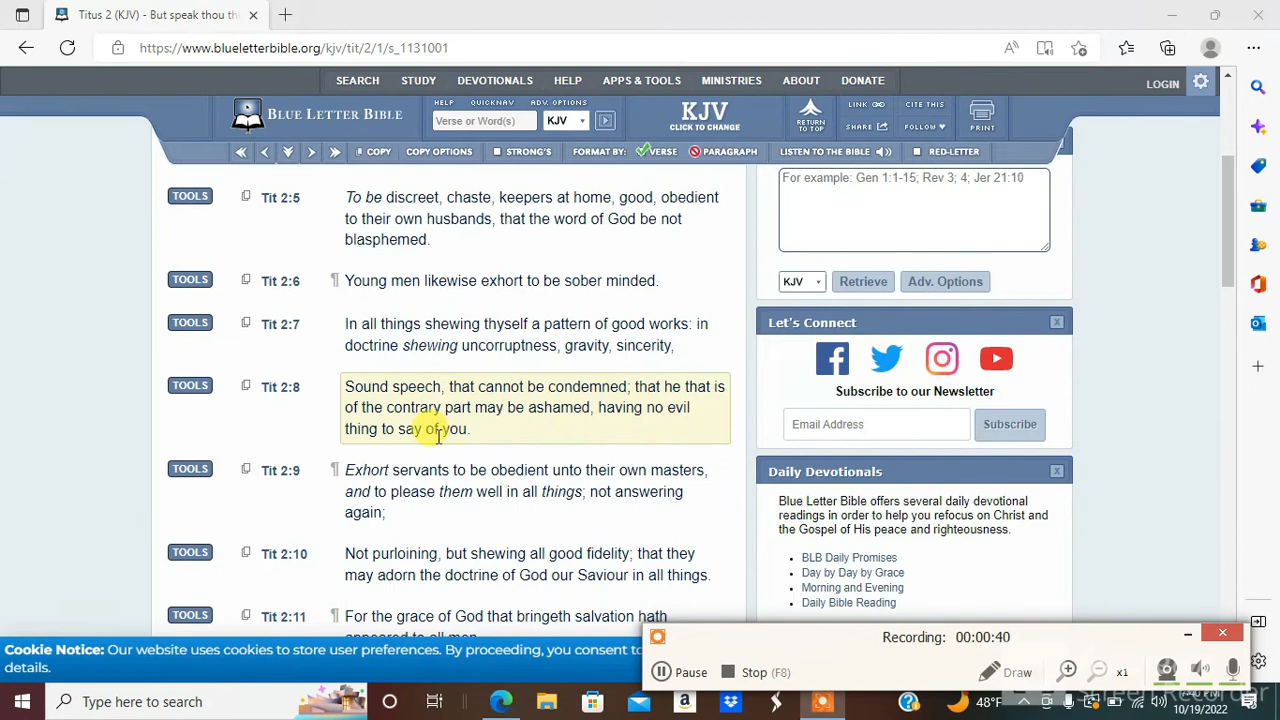 Titus 2 (KJV) - But speak thou th
https://www.blueletterbible.org/kjv/tit/2/1/s_1131001
SEARCH STUDY DEVOTIONALS HELP APPS & TOOLS MINISTRIES ABOUT DONATE
LOGIN
BLUE LETTER BIBLE
HELP QUICKNAV ADV. OPTIONS
Verse or Word(s) KJV
KJV
CLICK TO CHANGE
RETURN TO TOP
LINK CITE THIS
SHARE FOLLOW PRINT
COPY COPY OPTIONS STRONG'S FORMAT BY: VERSE PARAGRAPH LISTEN TO THE BIBLE RED-LETTER
TOOLS Tit 2:5 To be discreet, chaste, keepers at home, good, obedient
to their own husbands, that the word of God be not
blasphemed.
TOOLS Tit 2:6 ¶ Young men likewise exhort to be sober minded.
TOOLS Tit 2:7 In all things shewing thyself a pattern of good works: in
doctrine shewing uncorruptness, gravity, sincerity,
TOOLS Tit 2:8 Sound speech, that cannot be condemned; that he that is
of the contrary part may be ashamed, having no evil
thing to say of you.
TOOLS Tit 2:9 ¶ Exhort servants to be obedient unto their own masters,
and to please them well in all things; not answering
again;
TOOLS Tit 2:10 Not purloining, but shewing all good fidelity; that they
may adorn the doctrine of God our Saviour in all things.
TOOLS Tit 2:11 ¶ For the grace of God that bringeth salvation hath
appeared to all men,
For example: Gen 1:1-15; Rev 3; 4; Jer 21:10
KJV Retrieve Adv. Options
Let's Connect
Subscribe to our Newsletter
Email Address Subscribe
Daily Devotionals
Blue Letter Bible offers several daily devotional
readings in order to help you refocus on Christ and
the Gospel of His peace and righteousness.
BLB Daily Promises
Day by Day by Grace
Morning and Evening
Daily Bible Reading
Cookie Notice: Our website uses cookies to store user preferences. By proceeding, you consent to
details.
Recording: 00:00:40
Pause Stop (F8) Draw x1
Screen Recorder
Type here to search
48°F
10/19/2022